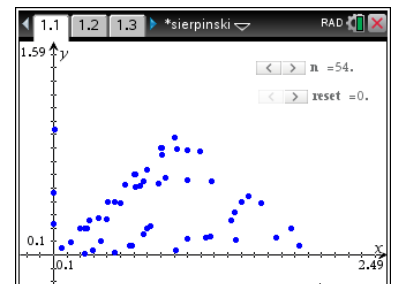 1.1 1.2 1.3 *sierpinski RAD
1.59 y
n =54.
reset =0.
0.1
x
0.1 2.49